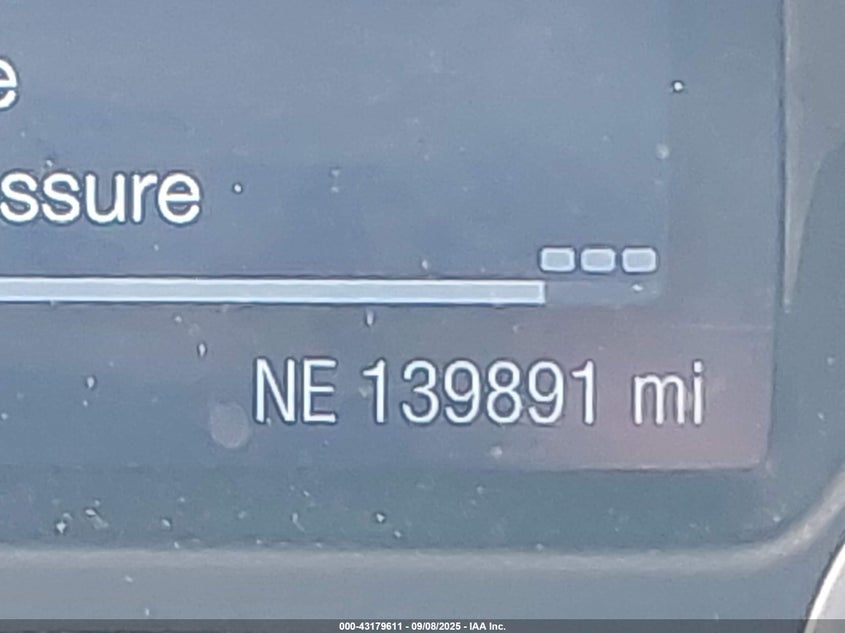 e
ssure
NE 139891 mi
000-43179611 - 09/08/2025 - IAA Inc.